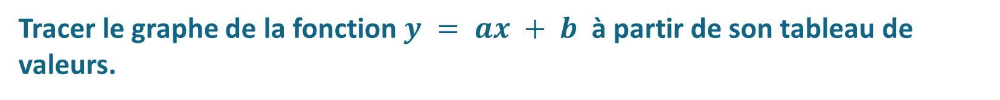 Tracer le graphe de la fonction y = ax + b à partir de son tableau de
valeurs.